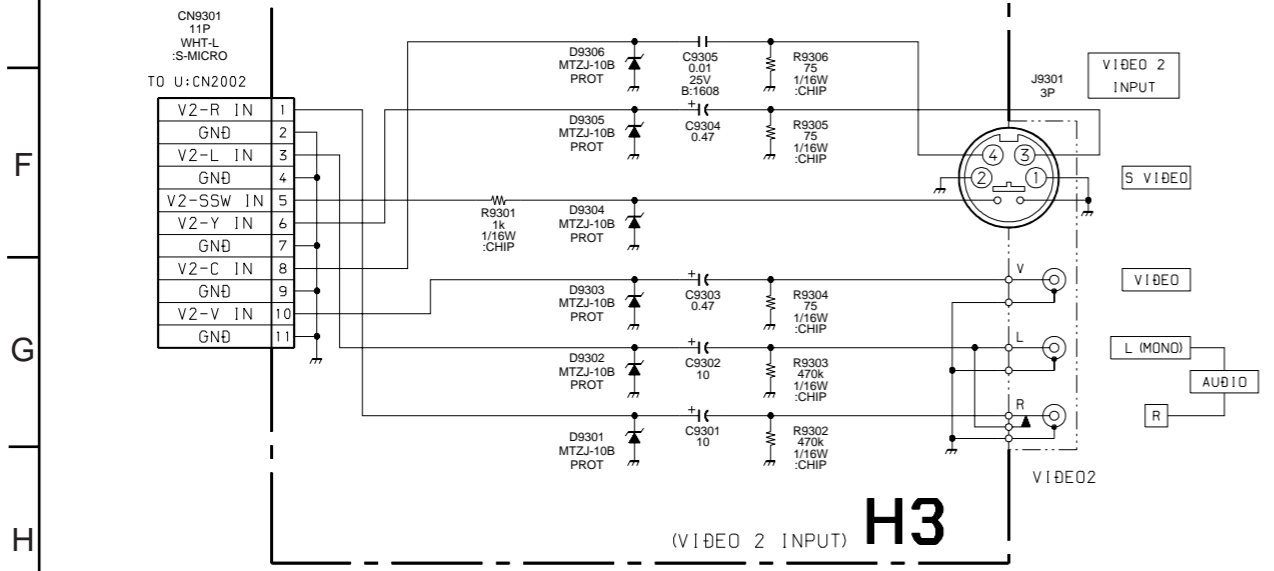 CN9301
11P
WHT-L
:S-MICRO
TO U:CN2002
V2-R IN 1
GND 2
V2-L IN 3
GND 4
V2-SSW IN 5
V2-Y IN 6
GND 7
V2-C IN 8
GND 9
V2-V IN 10
GND 11
F
G
H
D9306
MTZJ-10B
PROT
C9305
0.01
25V
B:1608
R9306
75
1/16W
:CHIP
D9305
MTZJ-10B
PROT
+
C9304
0.47
R9305
75
1/16W
:CHIP
R9301
1k
1/16W
:CHIP
D9304
MTZJ-10B
PROT
D9303
MTZJ-10B
PROT
+
C9303
0.47
R9304
75
1/16W
:CHIP
D9302
MTZJ-10B
PROT
+
C9302
10
R9303
470k
1/16W
:CHIP
D9301
MTZJ-10B
PROT
+
C9301
10
R9302
470k
1/16W
:CHIP
J9301
3P
VIDEO 2
INPUT
4 3
2 1
S VIDEO
V
VIDEO
L
L (MONO)
AUDIO
R
R
VIDEO2
(VIDEO 2 INPUT) H3